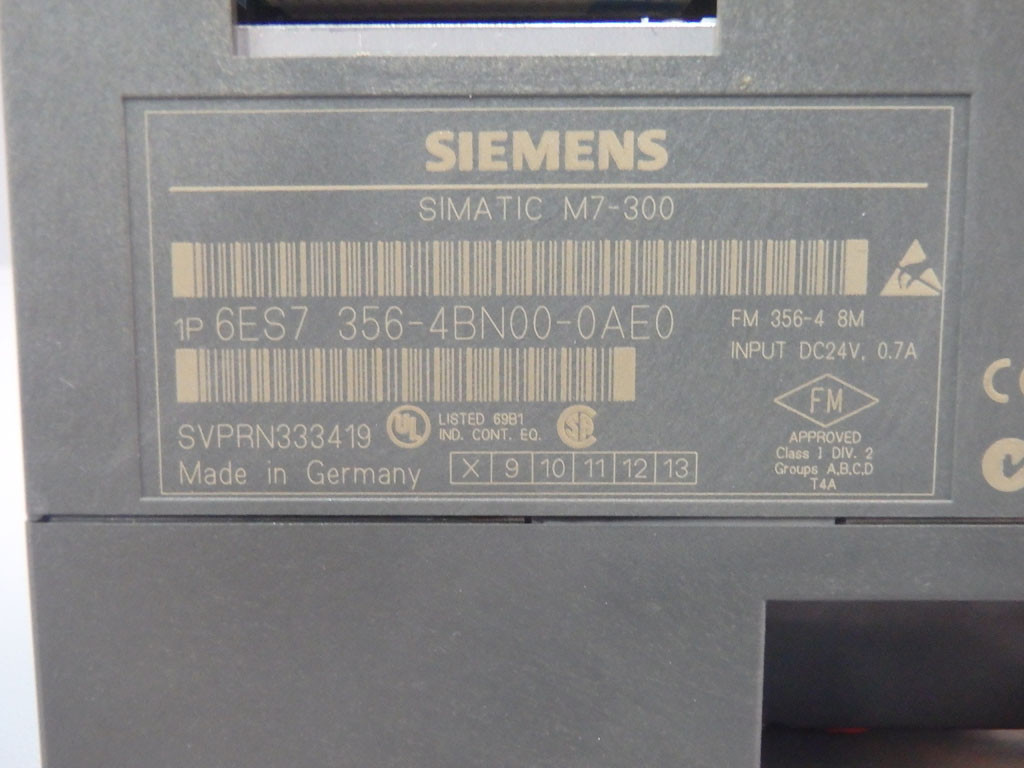 SIEMENS
SIMATIC M7-300
1P 6ES7 356-4BN00-0AE0
FM 356-4 8M
INPUT DC24V, 0.7A
SVPRN333419
UL
LISTED 69B1
IND. CONT. EQ.
SA
FM
APPROVED
Class I DIV. 2
Groups A,B,C,D
T4A
Made in Germany
X 9 10 11 12 13